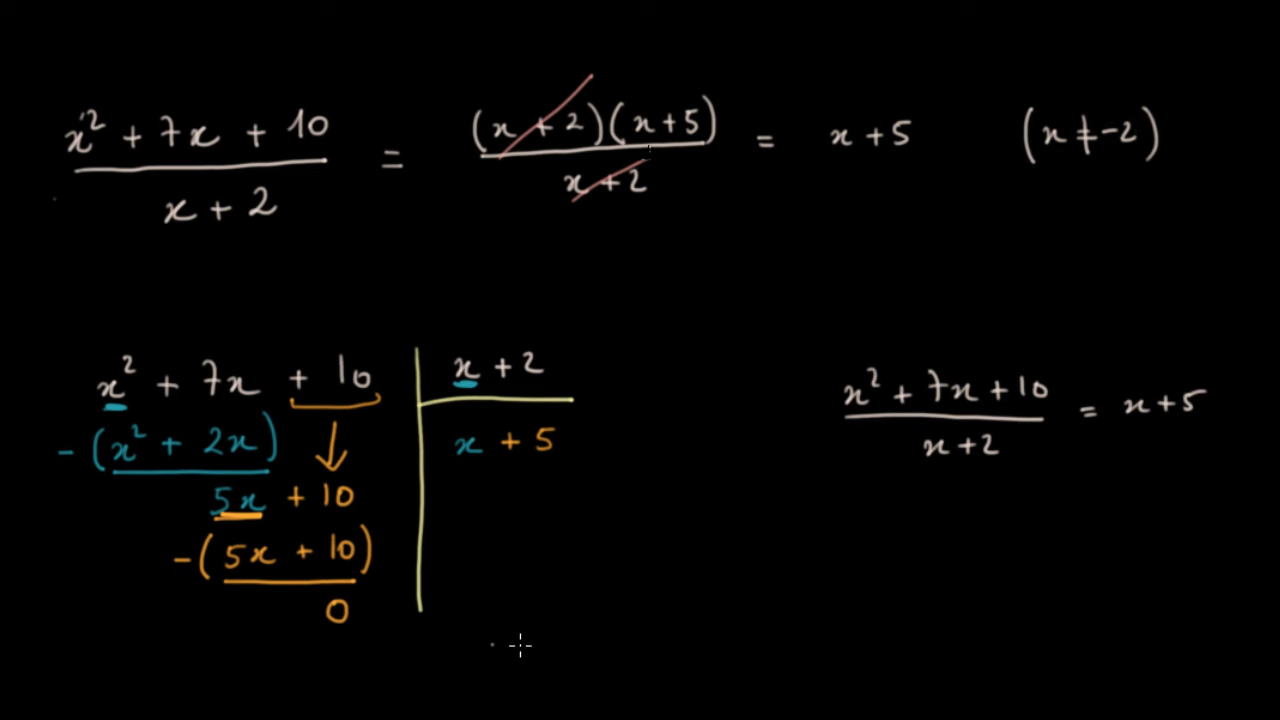 x² + 7x + 10 / x + 2 = (x + 2)(x + 5) / x + 2 = x + 5 (x ≠ -2)
x² + 7x + 10 | x + 2
- (x² + 2x) | x + 5
5x + 10
- (5x + 10)
0
x² + 7x + 10 / x + 2 = x + 5